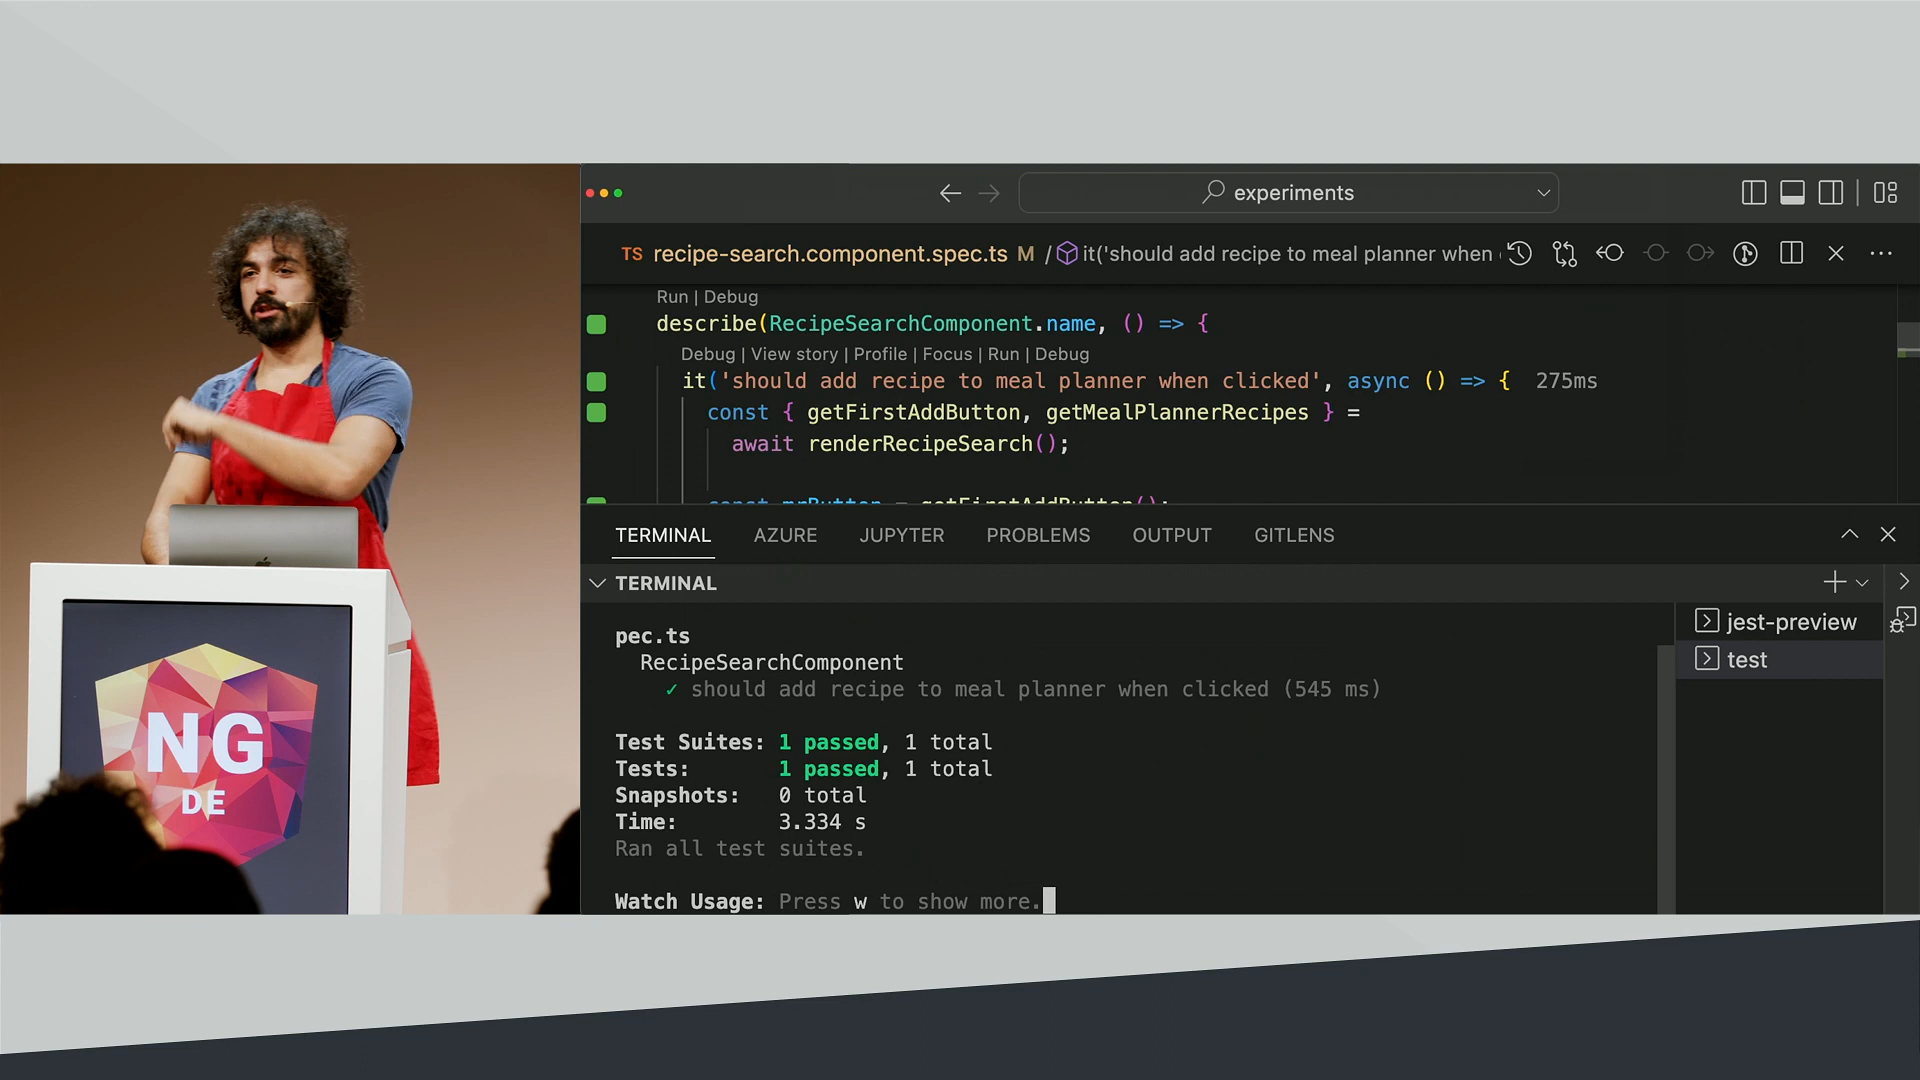 NG
DE
experiments
TS recipe-search.component.spec.ts M / it('should add recipe to meal planner when
Run | Debug
describe(RecipeSearchComponent.name, () => {
Debug | View story | Profile | Focus | Run | Debug
it('should add recipe to meal planner when clicked', async () => { 275ms
const { getFirstAddButton, getMealPlannerRecipes } =
await renderRecipeSearch();
const mrButton = getFirstAddButton();
TERMINAL AZURE JUPYTER PROBLEMS OUTPUT GITLENS
TERMINAL
jest-preview
test
pec.ts
RecipeSearchComponent
✓ should add recipe to meal planner when clicked (545 ms)
Test Suites: 1 passed, 1 total
Tests: 1 passed, 1 total
Snapshots: 0 total
Time: 3.334 s
Ran all test suites.
Watch Usage: Press w to show more.